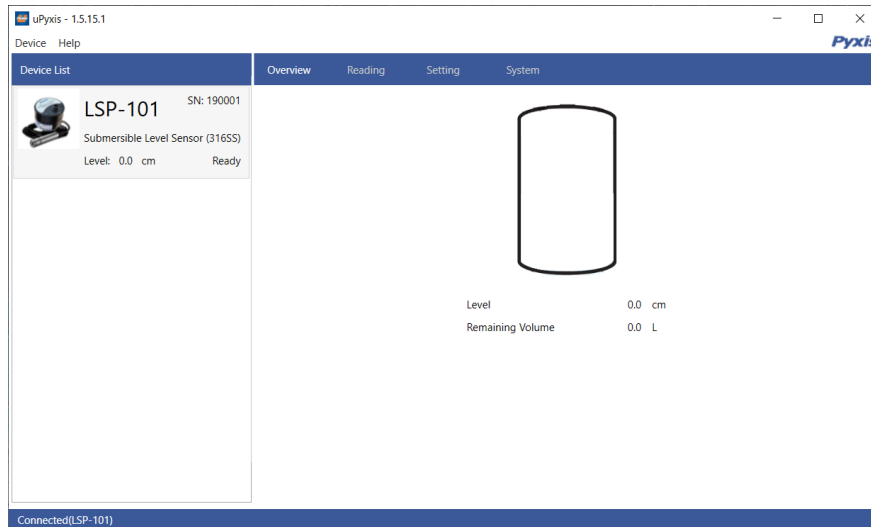 uPyxis - 1.5.15.1
Device Help
Pyxis
Device List
Overview Reading Setting System
LSP-101 SN: 190001
Submersible Level Sensor (316SS)
Level: 0.0 cm Ready
Level 0.0 cm
Remaining Volume 0.0 L
Connected(LSP-101)